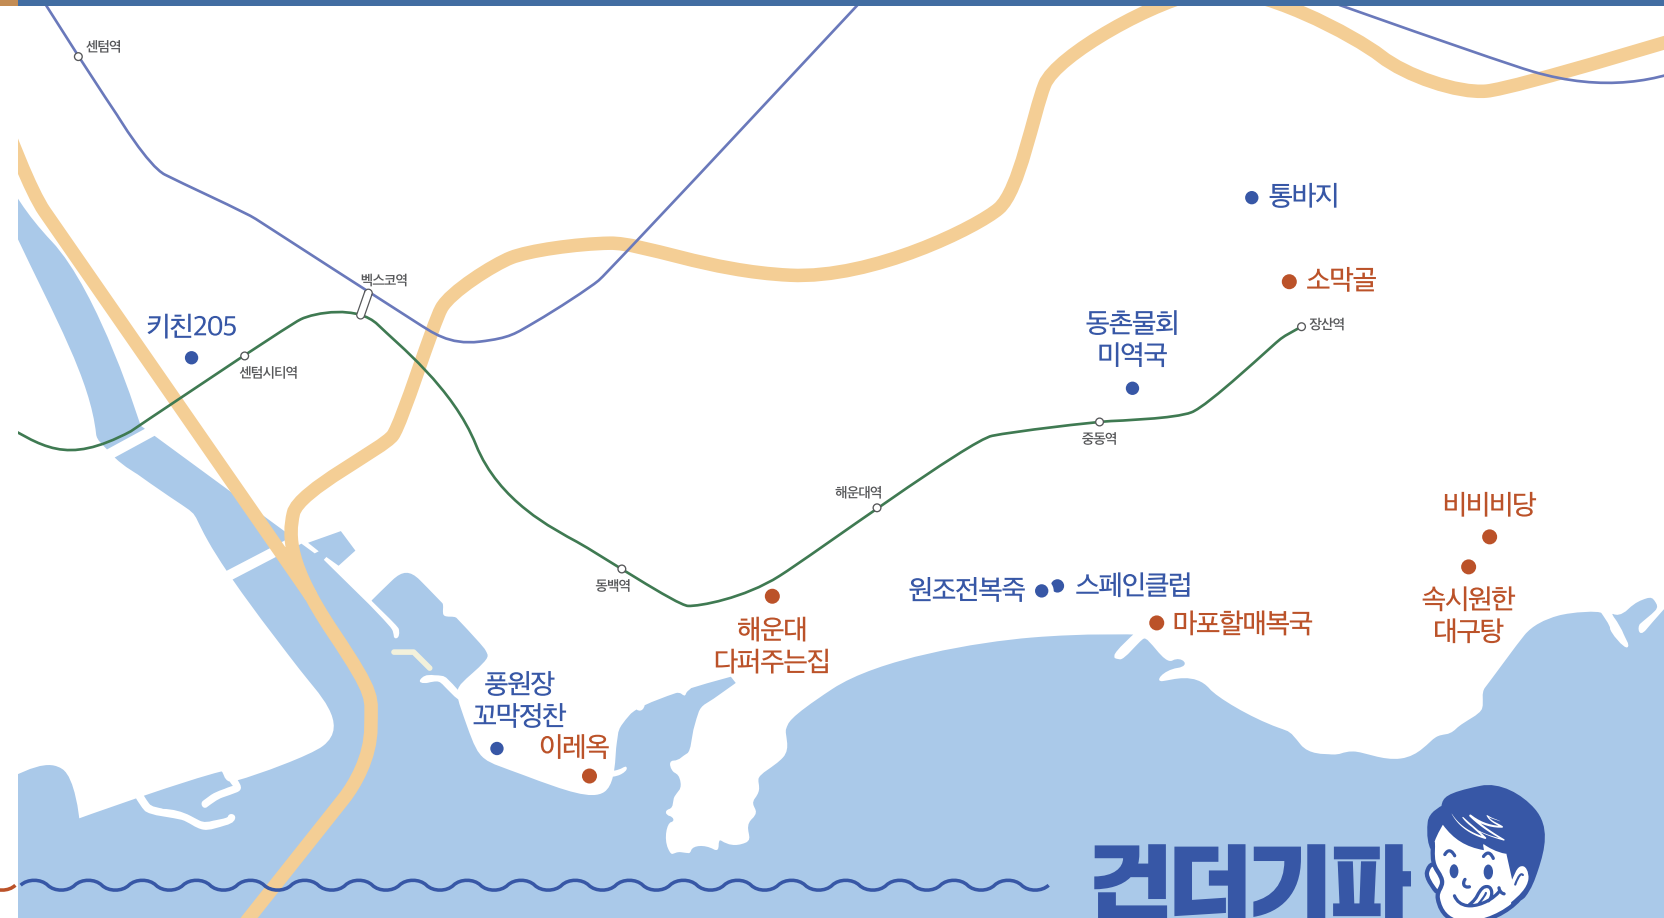 센텀역
통바지
소막골
벡스코역
키친205
동촌물회
미역국
장산역
센텀시티역
중동역
해운대역
비비비당
동백역
원조전복죽
스페인클럽
속시원한
대구탕
마포할매복국
해운대
다퍼주는집
풍원장
꼬막정찬
이레옥
건더기파